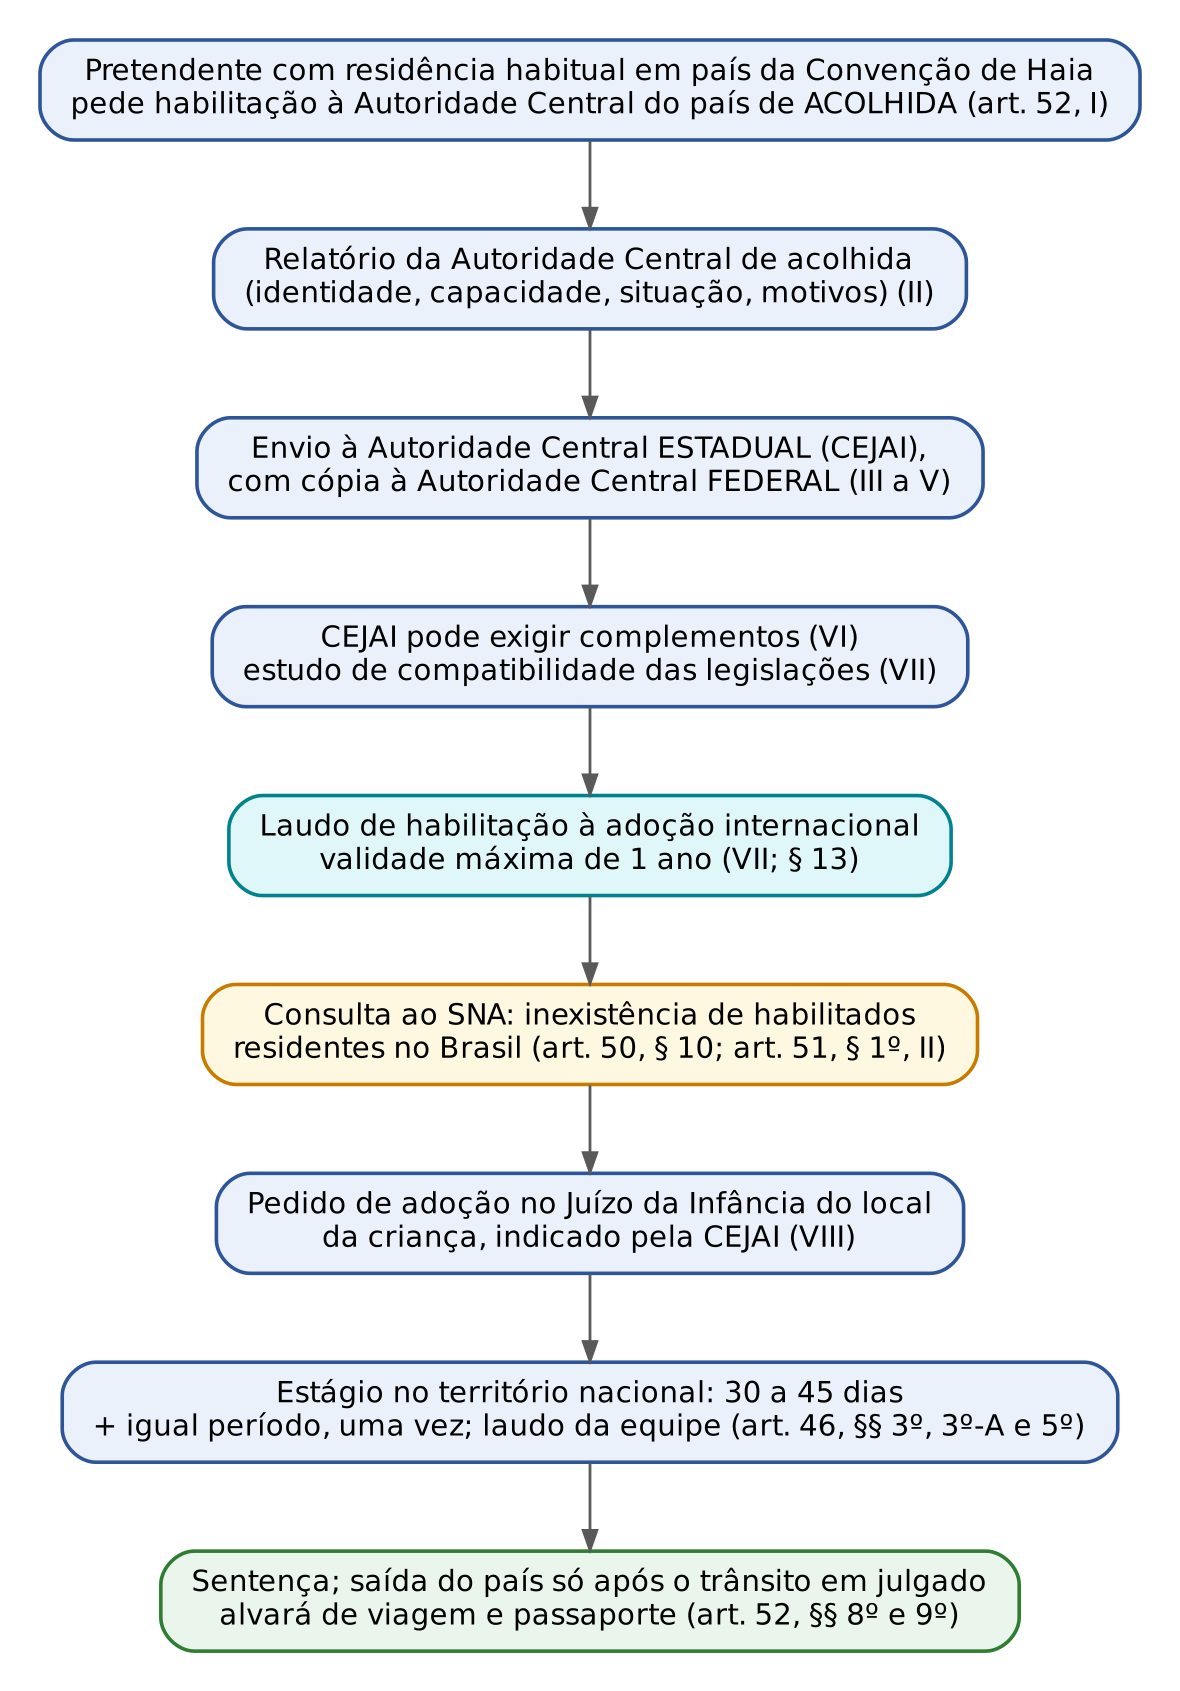 Pretendente com residência habitual em país da Convenção de Haia
pede habilitação à Autoridade Central do país de ACOLHIDA (art. 52, I)
Relatório da Autoridade Central de acolhida
(identidade, capacidade, situação, motivos) (II)
Envio à Autoridade Central ESTADUAL (CEJAI),
com cópia à Autoridade Central FEDERAL (III a V)
CEJAI pode exigir complementos (VI)
estudo de compatibilidade das legislações (VII)
Laudo de habilitação à adoção internacional
validade máxima de 1 ano (VII; § 13)
Consulta ao SNA: inexistência de habilitados
residentes no Brasil (art. 50, § 10; art. 51, § 1º, II)
Pedido de adoção no Juízo da Infância do local
da criança, indicado pela CEJAI (VIII)
Estágio no território nacional: 30 a 45 dias
+ igual período, uma vez; laudo da equipe (art. 46, §§ 3º, 3º-A e 5º)
Sentença; saída do país só após o trânsito em julgado
alvará de viagem e passaporte (art. 52, §§ 8º e 9º)